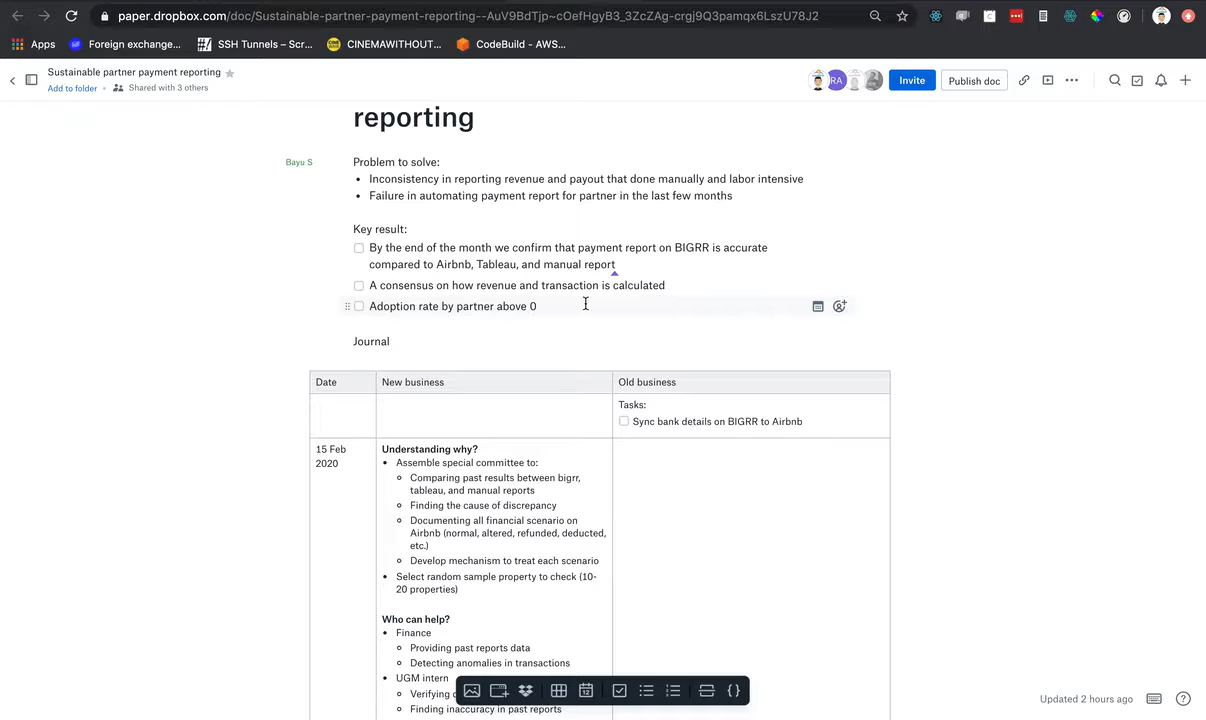 paper.dropbox.com/doc/Sustainable-partner-payment-reporting--AuV9BdTjp~cOefHgyB3_3ZcZAg-crgj9Q3pamqx6LszU78J2
Apps Foreign exchange... SSH Tunnels – Scr... CINEMAWITHOUT... CodeBuild - AWS...
Sustainable partner payment reporting
Add to folder • Shared with 3 others
RA
Invite
Publish doc
reporting
Bayu S
Problem to solve:
• Inconsistency in reporting revenue and payout that done manually and labor intensive
• Failure in automating payment report for partner in the last few months
Key result:
By the end of the month we confirm that payment report on BIGRR is accurate
compared to Airbnb, Tableau, and manual report
A consensus on how revenue and transaction is calculated
Adoption rate by partner above 0
Journal
Date New business Old business
Tasks:
Sync bank details on BIGRR to Airbnb
15 Feb
2020
Understanding why?
• Assemble special committee to:
Comparing past results between bigrr,
tableau, and manual reports
Finding the cause of discrepancy
Documenting all financial scenario on
Airbnb (normal, altered, refunded, deducted,
etc.)
Develop mechanism to treat each scenario
• Select random sample property to check (10-
20 properties)
Who can help?
• Finance
Providing past reports data
Detecting anomalies in transactions
• UGM intern
Verifying
Finding inaccuracy in past reports
12
Updated 2 hours ago